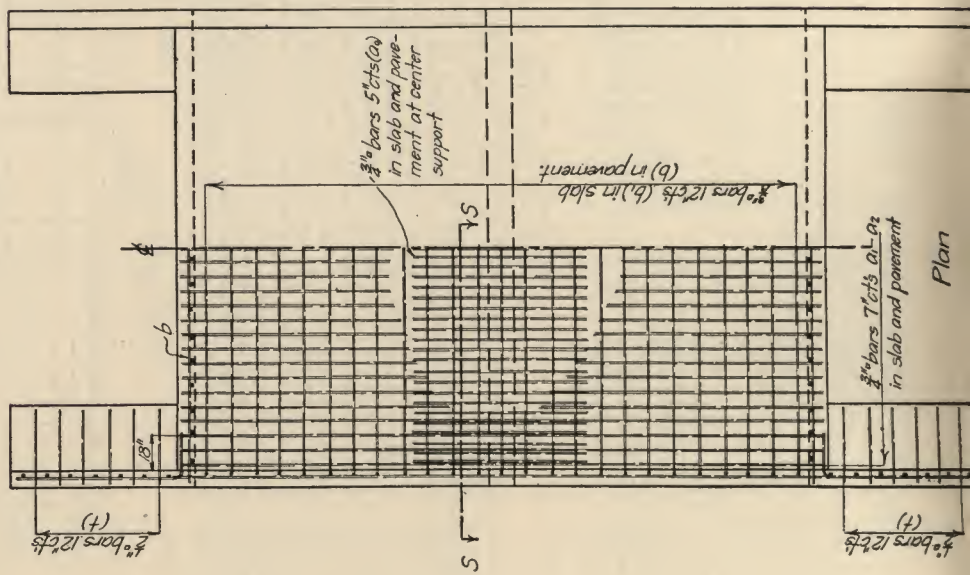 ¾"⌀ bars 5"cts (a₄)
in slab and pave-
ment at center
support
¾"⌀ bars 12"cts (b₁) in slab
(b) in pavement.
℄
S
b
18"
S
½"⌀ bars 12"cts
(t)
½"⌀ bars 12"cts
(t)
¾"⌀ bars 7"cts a₁-a₂
in slab and pavement
Plan